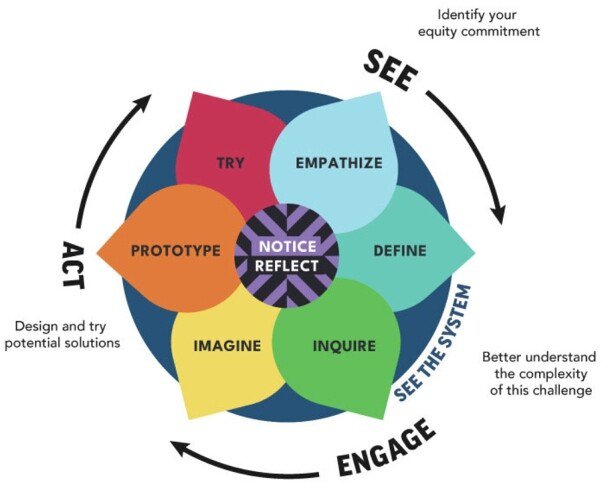 Identify your
equity commitment
SEE
TRY
EMPATHIZE
NOTICE
REFLECT
PROTOTYPE
DEFINE
ACT
Design and try
potential solutions
IMAGINE
INQUIRE
SEE THE SYSTEM
Better understand
the complexity
of this challenge
ENGAGE